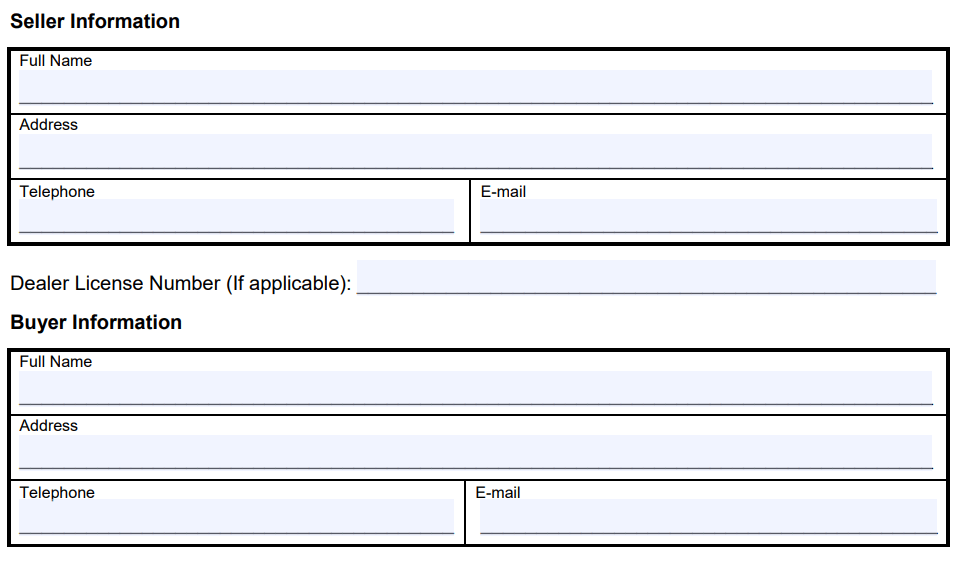 Seller Information
Full Name
Address
Telephone E-mail
Dealer License Number (If applicable):
Buyer Information
Full Name
Address
Telephone E-mail